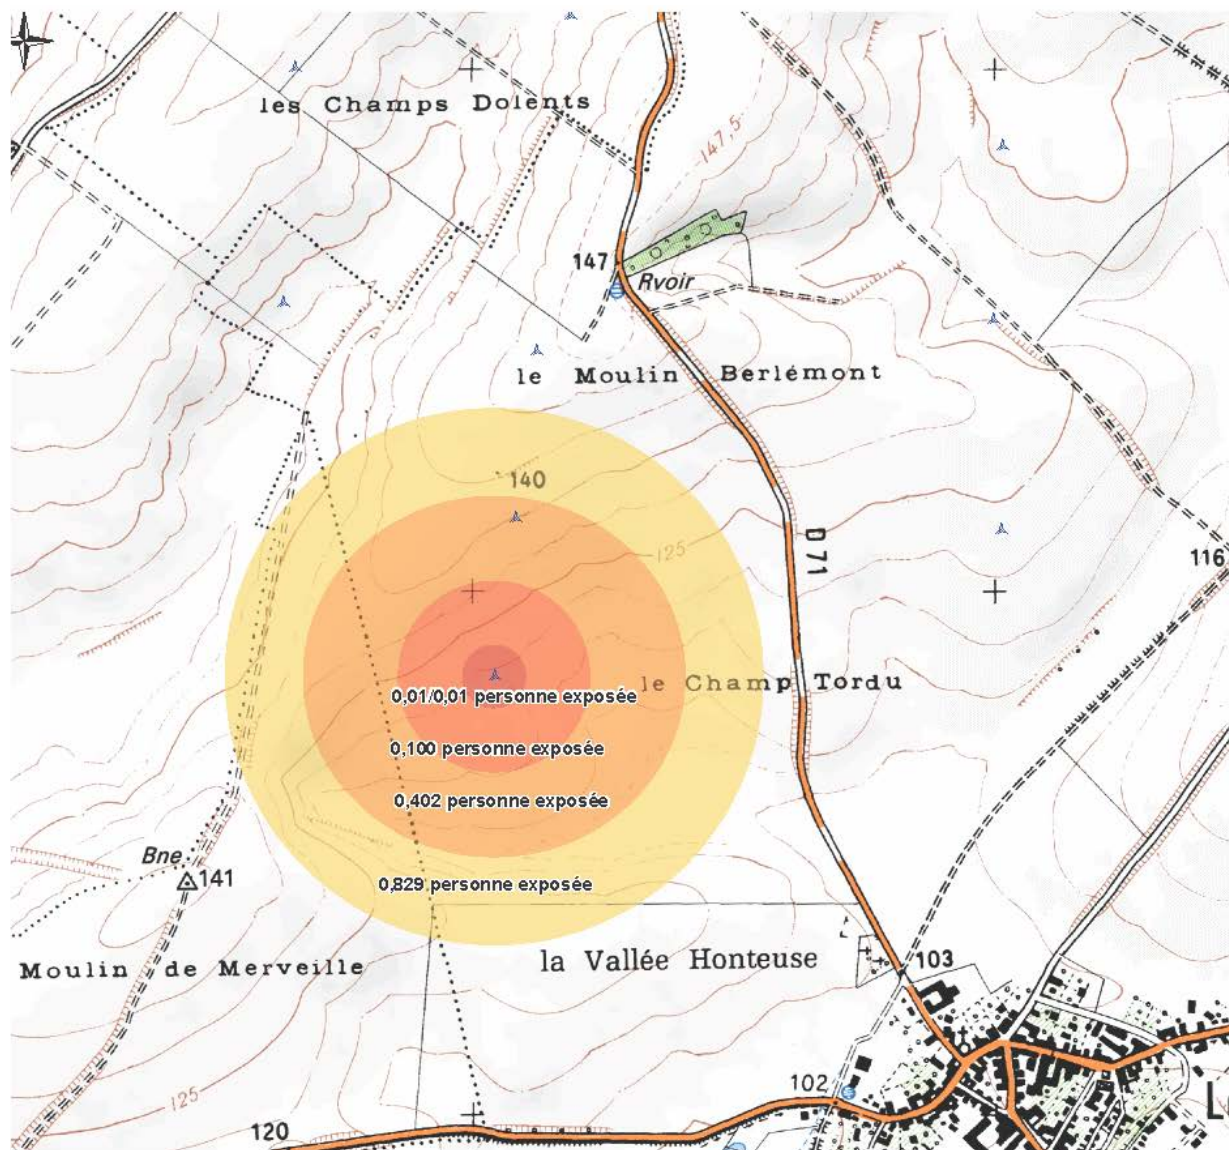 les Champs Dolents
147,5
147
Rvoir
le Moulin Berlémont
140
125
D 71
116
le Champ Tordu
0,01/0,01 personne exposée
0,100 personne exposée
0,402 personne exposée
Bne
141
0,829 personne exposée
la Vallée Honteuse
103
Moulin de Merveille
102
125
120